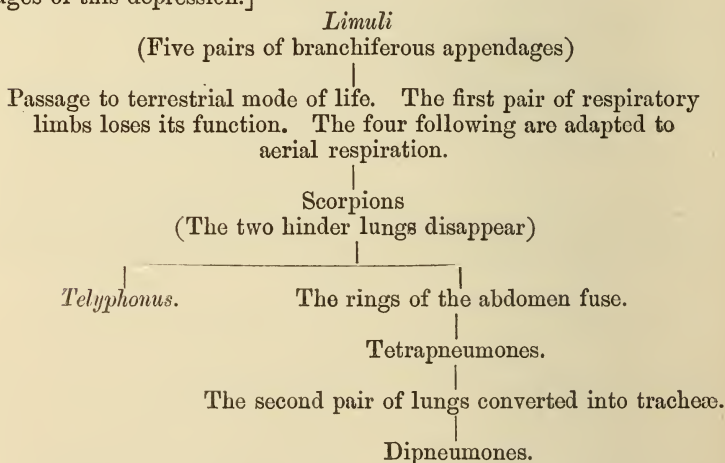 ages of this depression.]
Limuli
(Five pairs of branchiferous appendages)
Passage to terrestrial mode of life. The first pair of respiratory
limbs loses its function. The four following are adapted to
aerial respiration.
Scorpions
(The two hinder lungs disappear)
Telyphonus. The rings of the abdomen fuse.
Tetrapneumones.
The second pair of lungs converted into tracheæ.
Dipneumones.